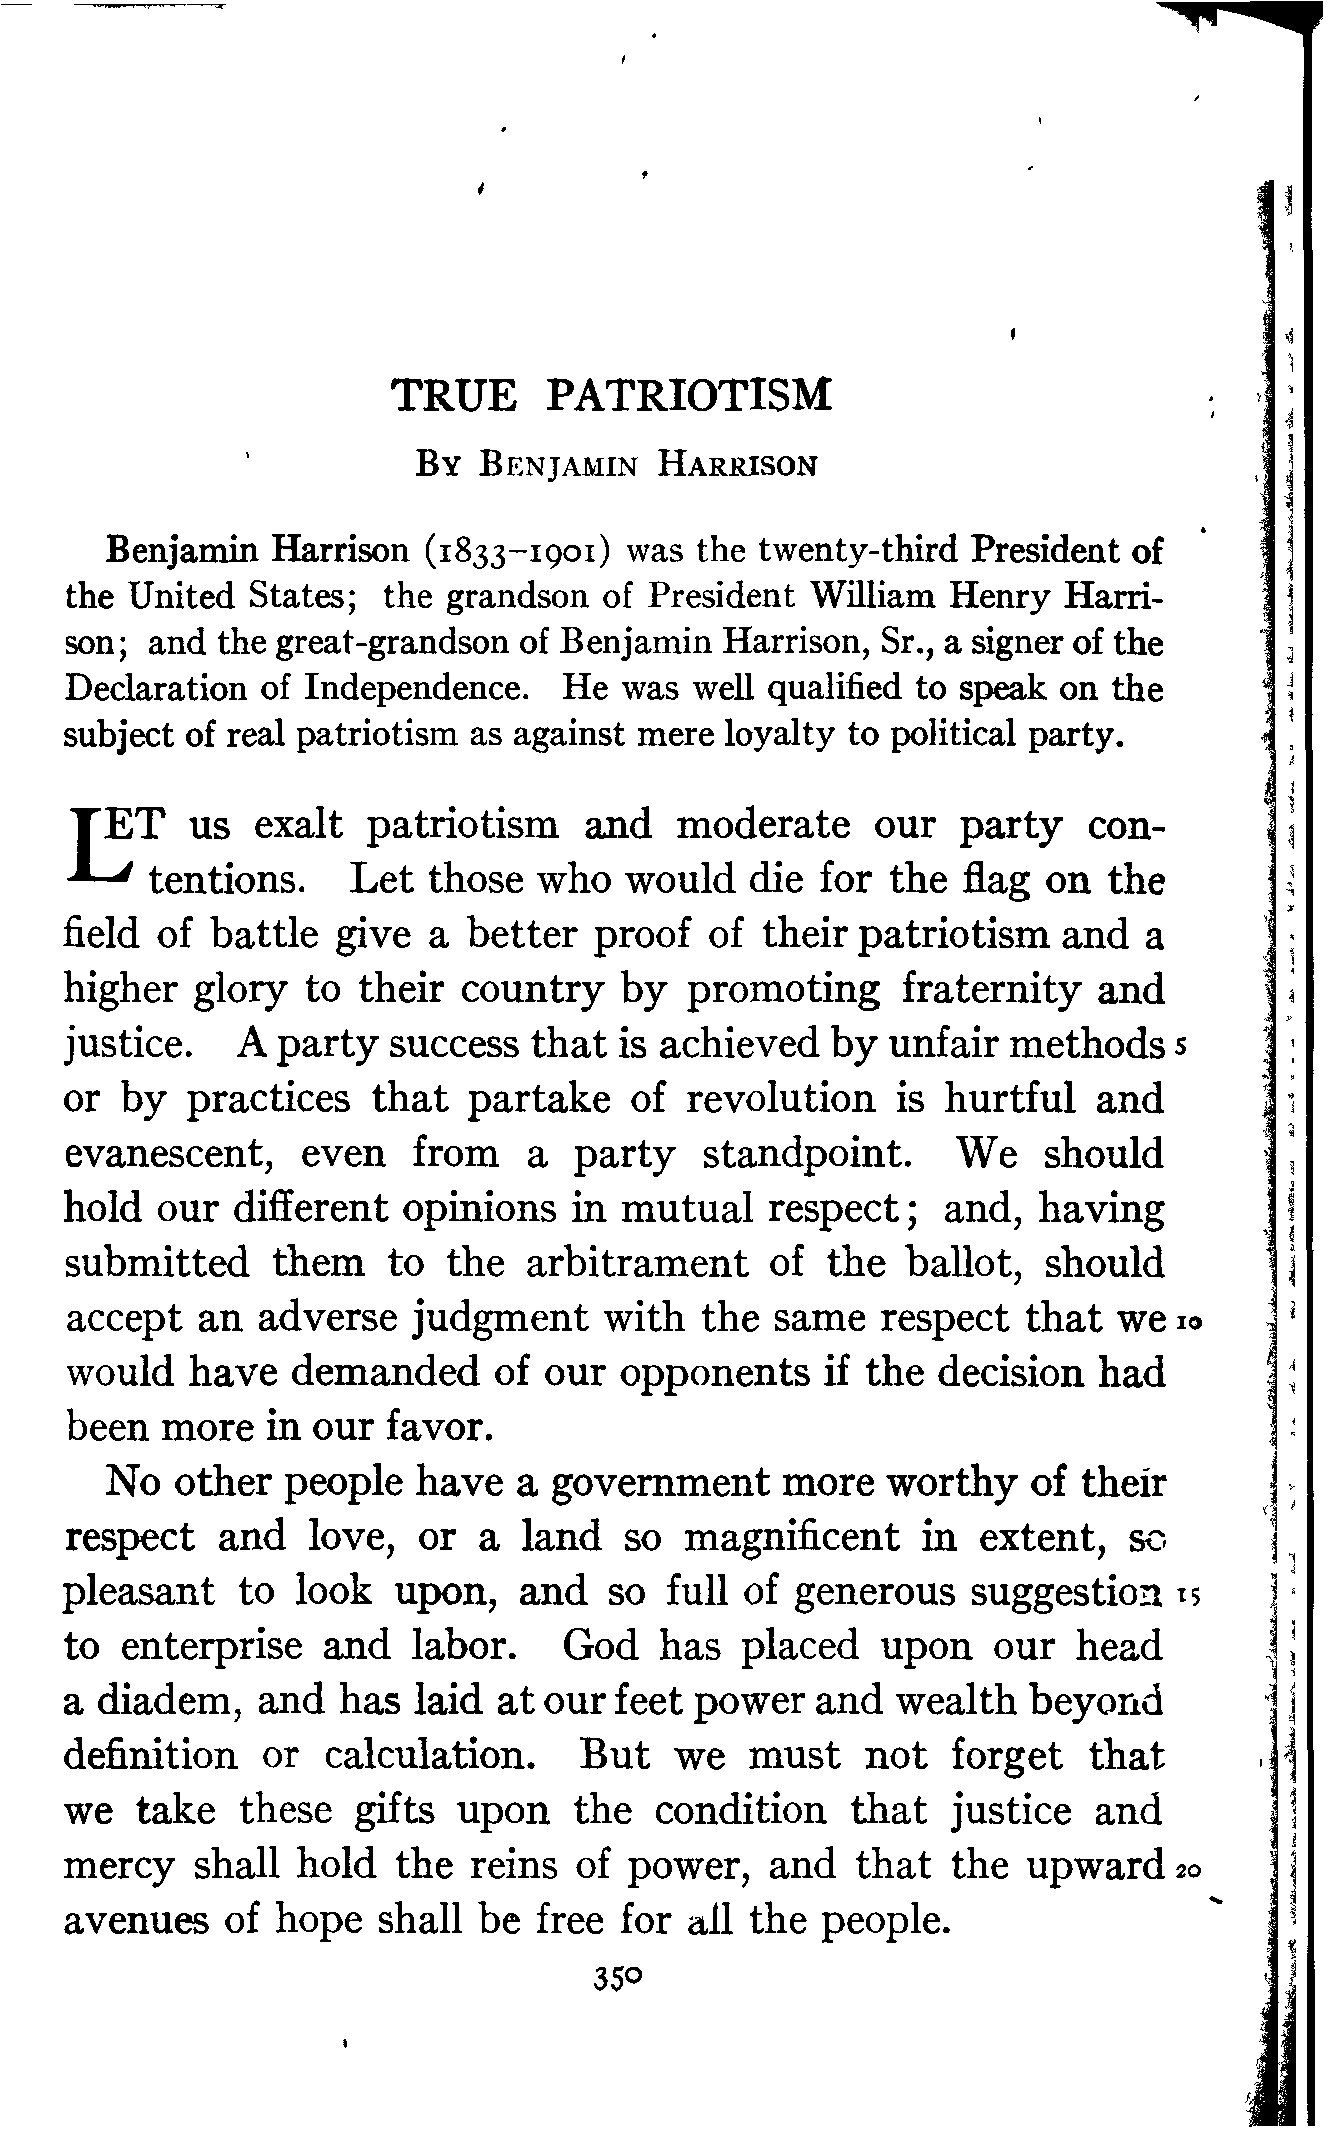 TRUE PATRIOTISM
By Benjamin Harrison
Benjamin Harrison (1833–1901) was the twenty-third President of
the United States; the grandson of President William Henry Harri-
son; and the great-grandson of Benjamin Harrison, Sr., a signer of the
Declaration of Independence. He was well qualified to speak on the
subject of real patriotism as against mere loyalty to political party.
LET us exalt patriotism and moderate our party con-
tentions. Let those who would die for the flag on the
field of battle give a better proof of their patriotism and a
higher glory to their country by promoting fraternity and
justice. A party success that is achieved by unfair methods 5
or by practices that partake of revolution is hurtful and
evanescent, even from a party standpoint. We should
hold our different opinions in mutual respect; and, having
submitted them to the arbitrament of the ballot, should
accept an adverse judgment with the same respect that we 10
would have demanded of our opponents if the decision had
been more in our favor.
No other people have a government more worthy of their
respect and love, or a land so magnificent in extent, so
pleasant to look upon, and so full of generous suggestion 15
to enterprise and labor. God has placed upon our head
a diadem, and has laid at our feet power and wealth beyond
definition or calculation. But we must not forget that
we take these gifts upon the condition that justice and
mercy shall hold the reins of power, and that the upward 20
avenues of hope shall be free for all the people.
350